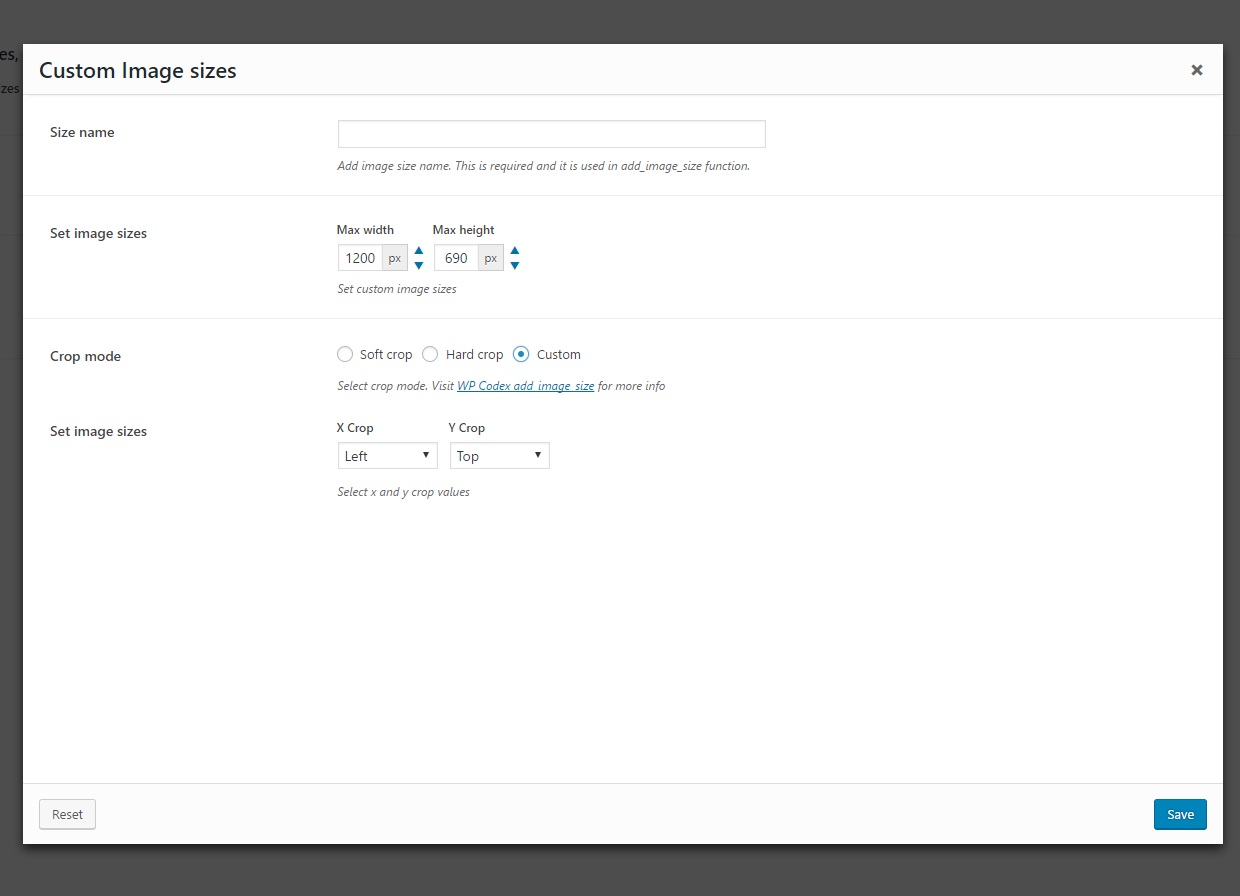 es,
Custom Image sizes
zes
Size name
Add image size name. This is required and it is used in add_image_size function.
Set image sizes
Max width Max height
1200 px 690 px
Set custom image sizes
Crop mode
Soft crop Hard crop Custom
Select crop mode. Visit WP Codex add_image_size for more info
Set image sizes
X Crop Y Crop
Left Top
Select x and y crop values
Reset Save